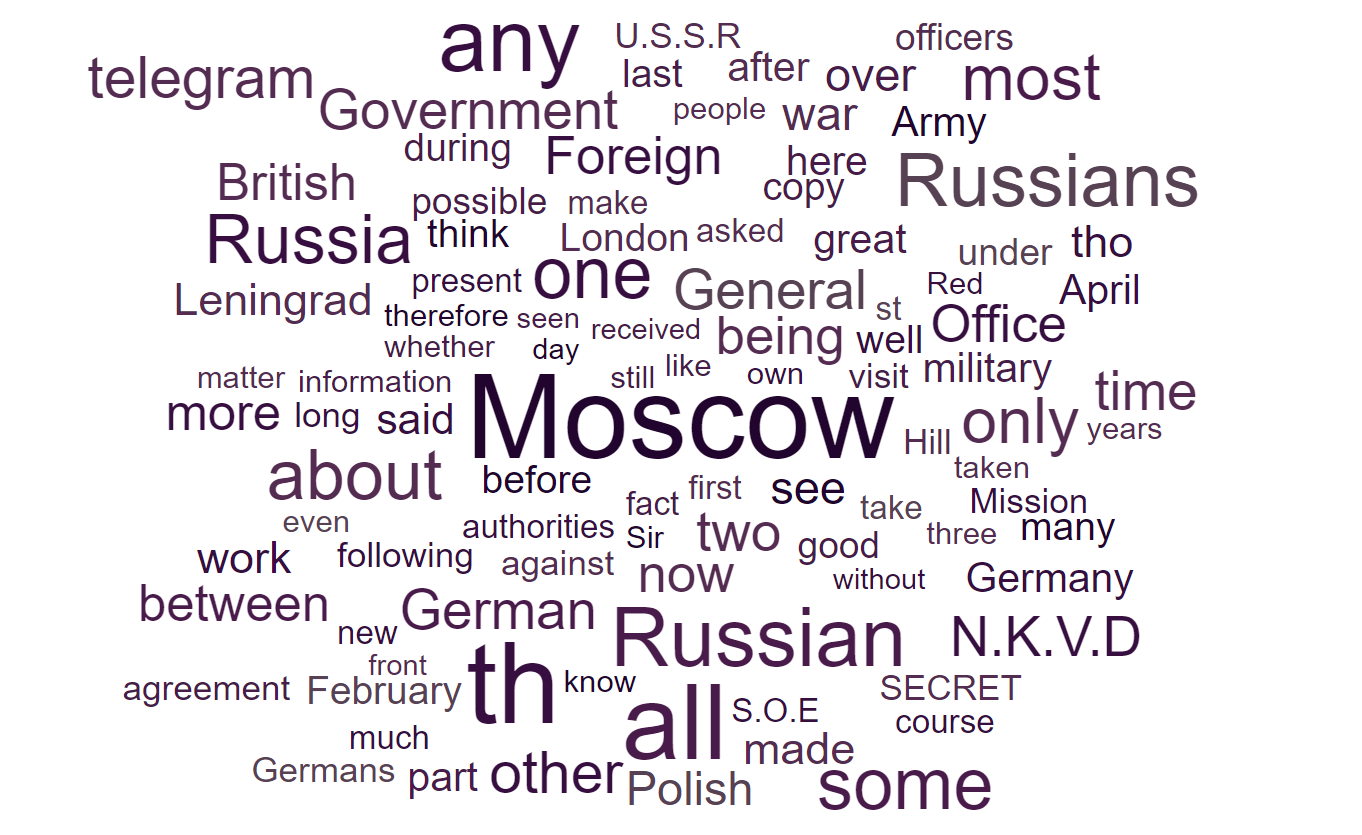 any U.S.S.R officers
telegram last after over most
Government people war Army
during Foreign here Russians
British possible make copy
Russia think London asked great under tho
Leningrad present one General st Red April
therefore seen received being well Office
whether day
matter information still like own visit military time
more long said Moscow Hill only years
about before fact first see taken
even authorities Sir two take Mission
work following against now good three many
between German without Germany
new Russian N.K.V.D
front th know
agreement February all S.O.E SECRET
much made course
Germans part other Polish some